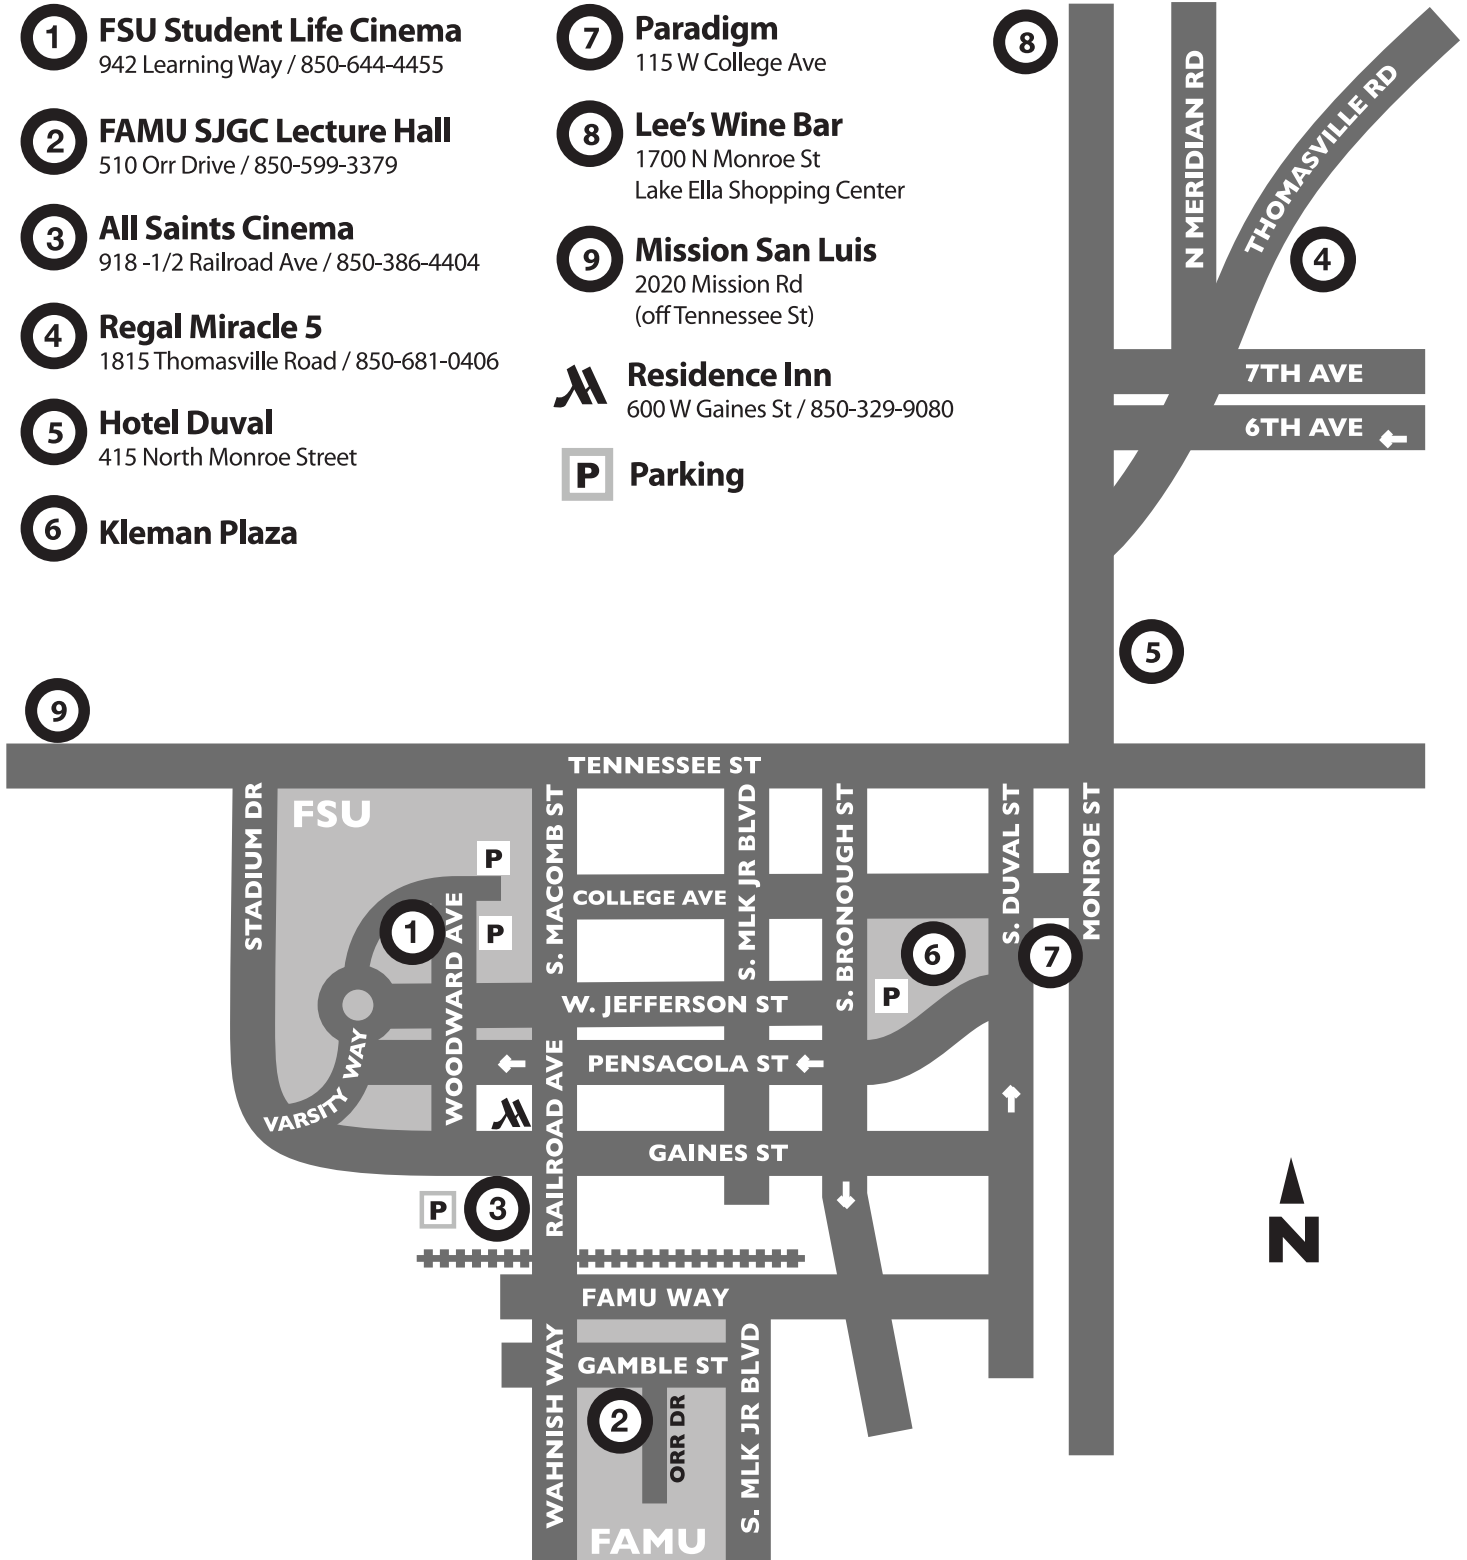 1 FSU Student Life Cinema
942 Learning Way / 850-644-4455
2 FAMU SJGC Lecture Hall
510 Orr Drive / 850-599-3379
3 All Saints Cinema
918 -1/2 Railroad Ave / 850-386-4404
4 Regal Miracle 5
1815 Thomasville Road / 850-681-0406
5 Hotel Duval
415 North Monroe Street
6 Kleman Plaza
7 Paradigm
115 W College Ave
8 Lee's Wine Bar
1700 N Monroe St
Lake Ella Shopping Center
9 Mission San Luis
2020 Mission Rd
(off Tennessee St)
Residence Inn
600 W Gaines St / 850-329-9080
P Parking
8
N MERIDIAN RD
THOMASVILLE RD
4
7TH AVE
6TH AVE
5
9
TENNESSEE ST
STADIUM DR
FSU
P
S. MACOMB ST
S. MLK JR BLVD
S. BRONOUGH ST
S. DUVAL ST
MONROE ST
COLLEGE AVE
1
WOODWARD AVE
P
6
7
P
W. JEFFERSON ST
VARSITY WAY
PENSACOLA ST
RAILROAD AVE
GAINES ST
P
3
N
FAMU WAY
WAHNISH WAY
GAMBLE ST
S. MLK JR BLVD
2
ORR DR
FAMU